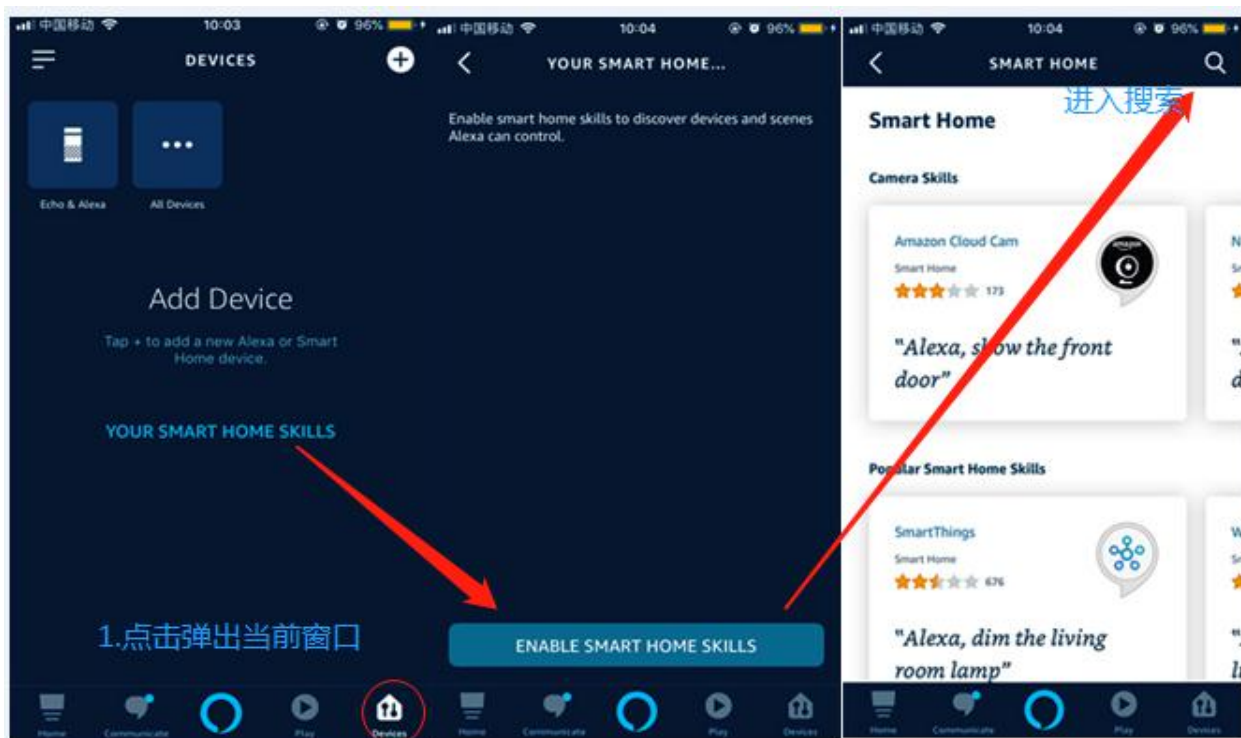 中国移动
10:03
96%
DEVICES
Echo & Alexa
All Devices
Add Device
Tap + to add a new Alexa or Smart
Home device.
YOUR SMART HOME SKILLS
1.点击弹出当前窗口
Home
Communicate
Play
Devices
中国移动
10:04
96%
YOUR SMART HOME...
Enable smart home skills to discover devices and scenes
Alexa can control.
ENABLE SMART HOME SKILLS
Home
Communicate
Play
Devices
中国移动
10:04
96%
SMART HOME
进入搜索
Smart Home
Camera Skills
Amazon Cloud Cam
Smart Home
173
amazon
"Alexa, show the front
door"
Popular Smart Home Skills
SmartThings
Smart Home
676
"Alexa, dim the living
room lamp"
Home
Communicate
Play
Devices